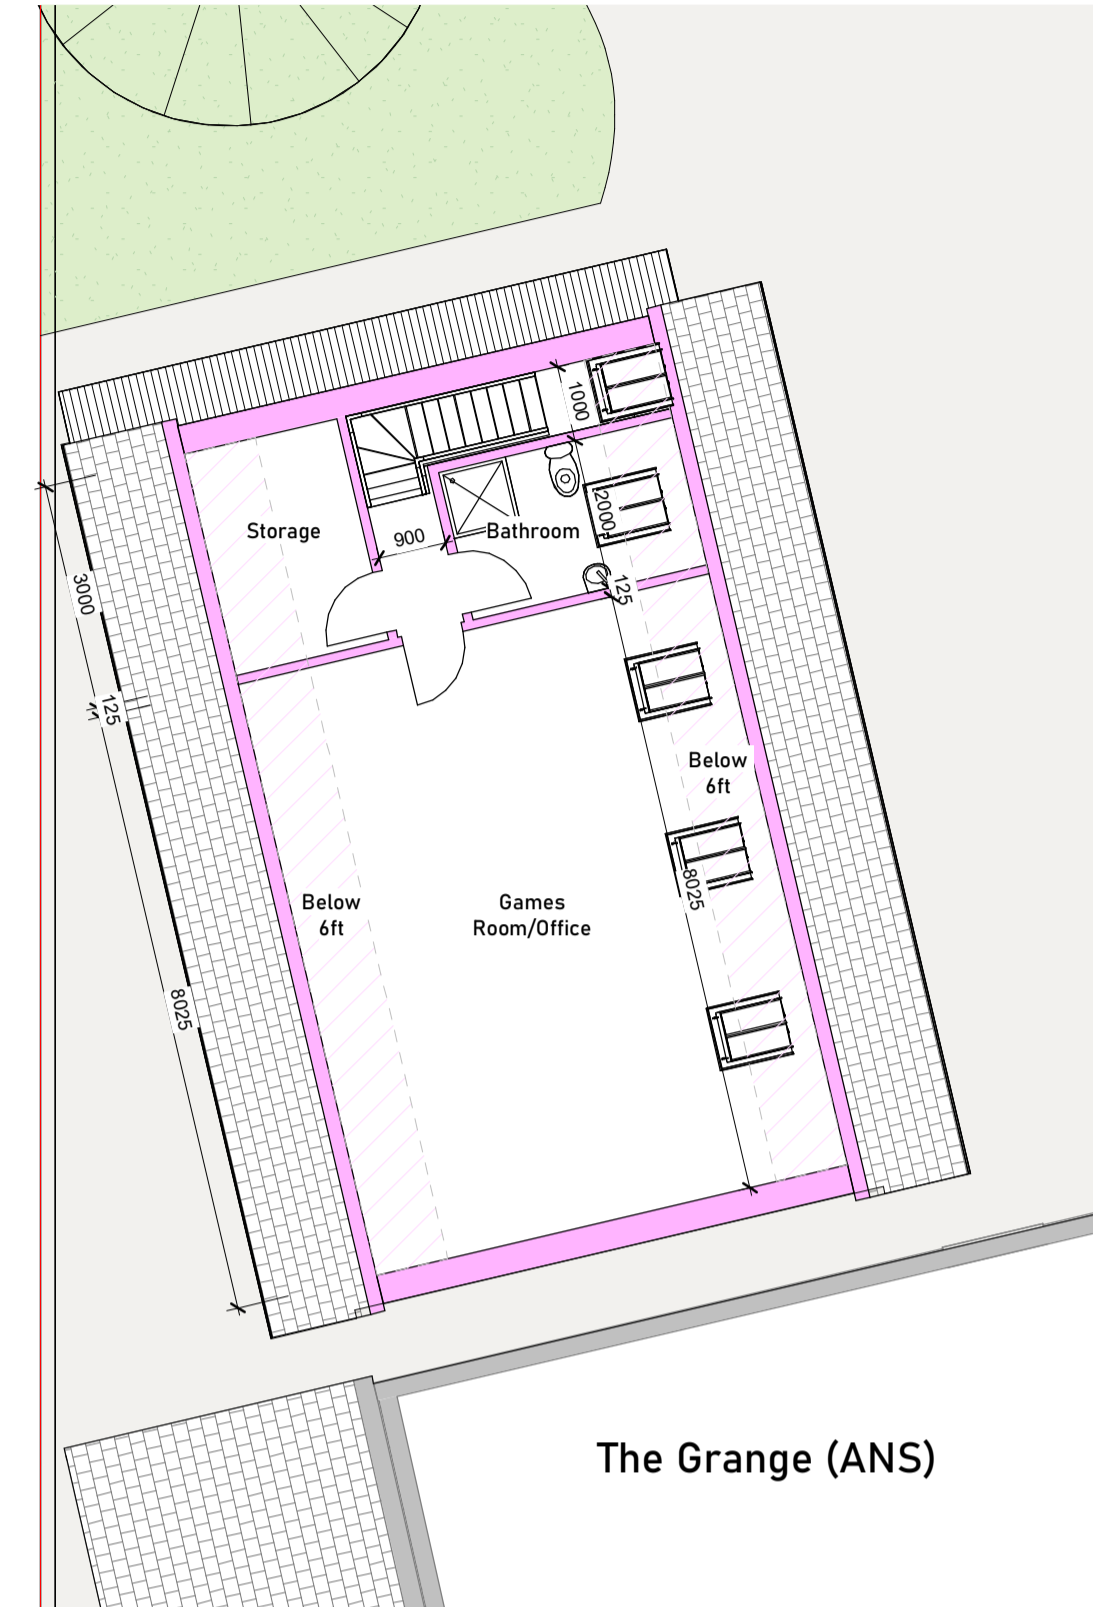 1000
2000
Storage
900
Bathroom
3000
125
125
Below
6ft
8025
Below
6ft
Games
Room/Office
8025
The Grange (ANS)